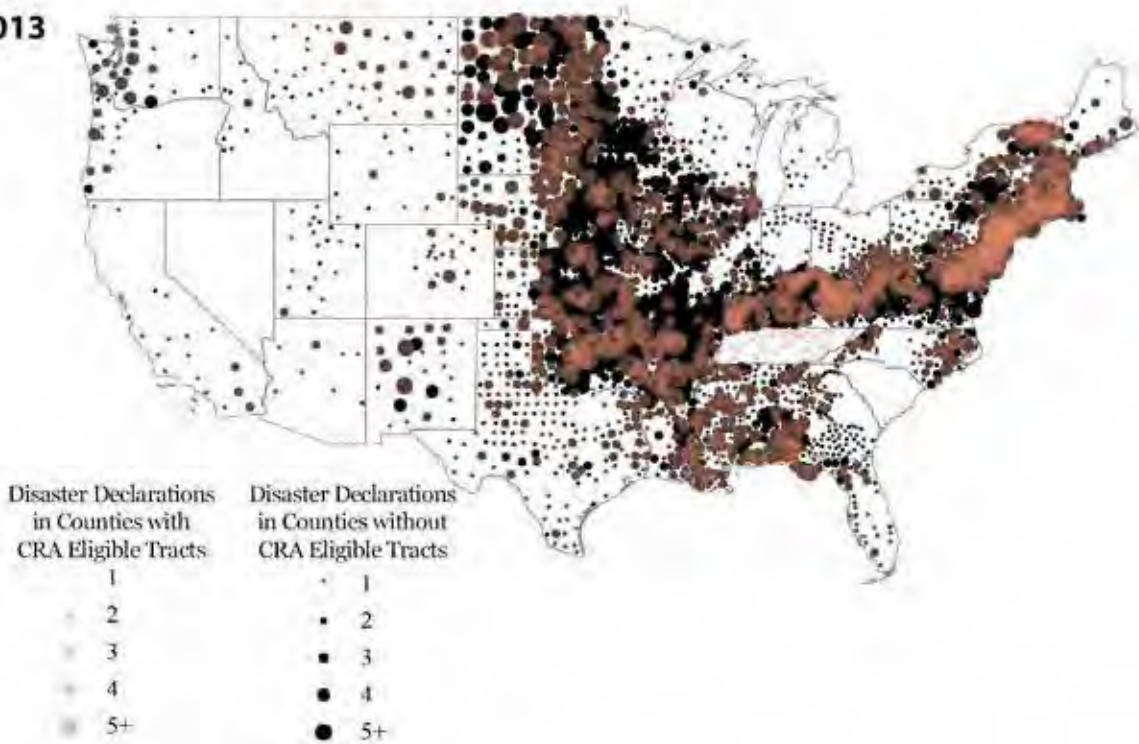 013
Disaster Declarations
in Counties with
CRA Eligible Tracts
1
2
3
4
5+
Disaster Declarations
in Counties without
CRA Eligible Tracts
1
2
3
4
5+